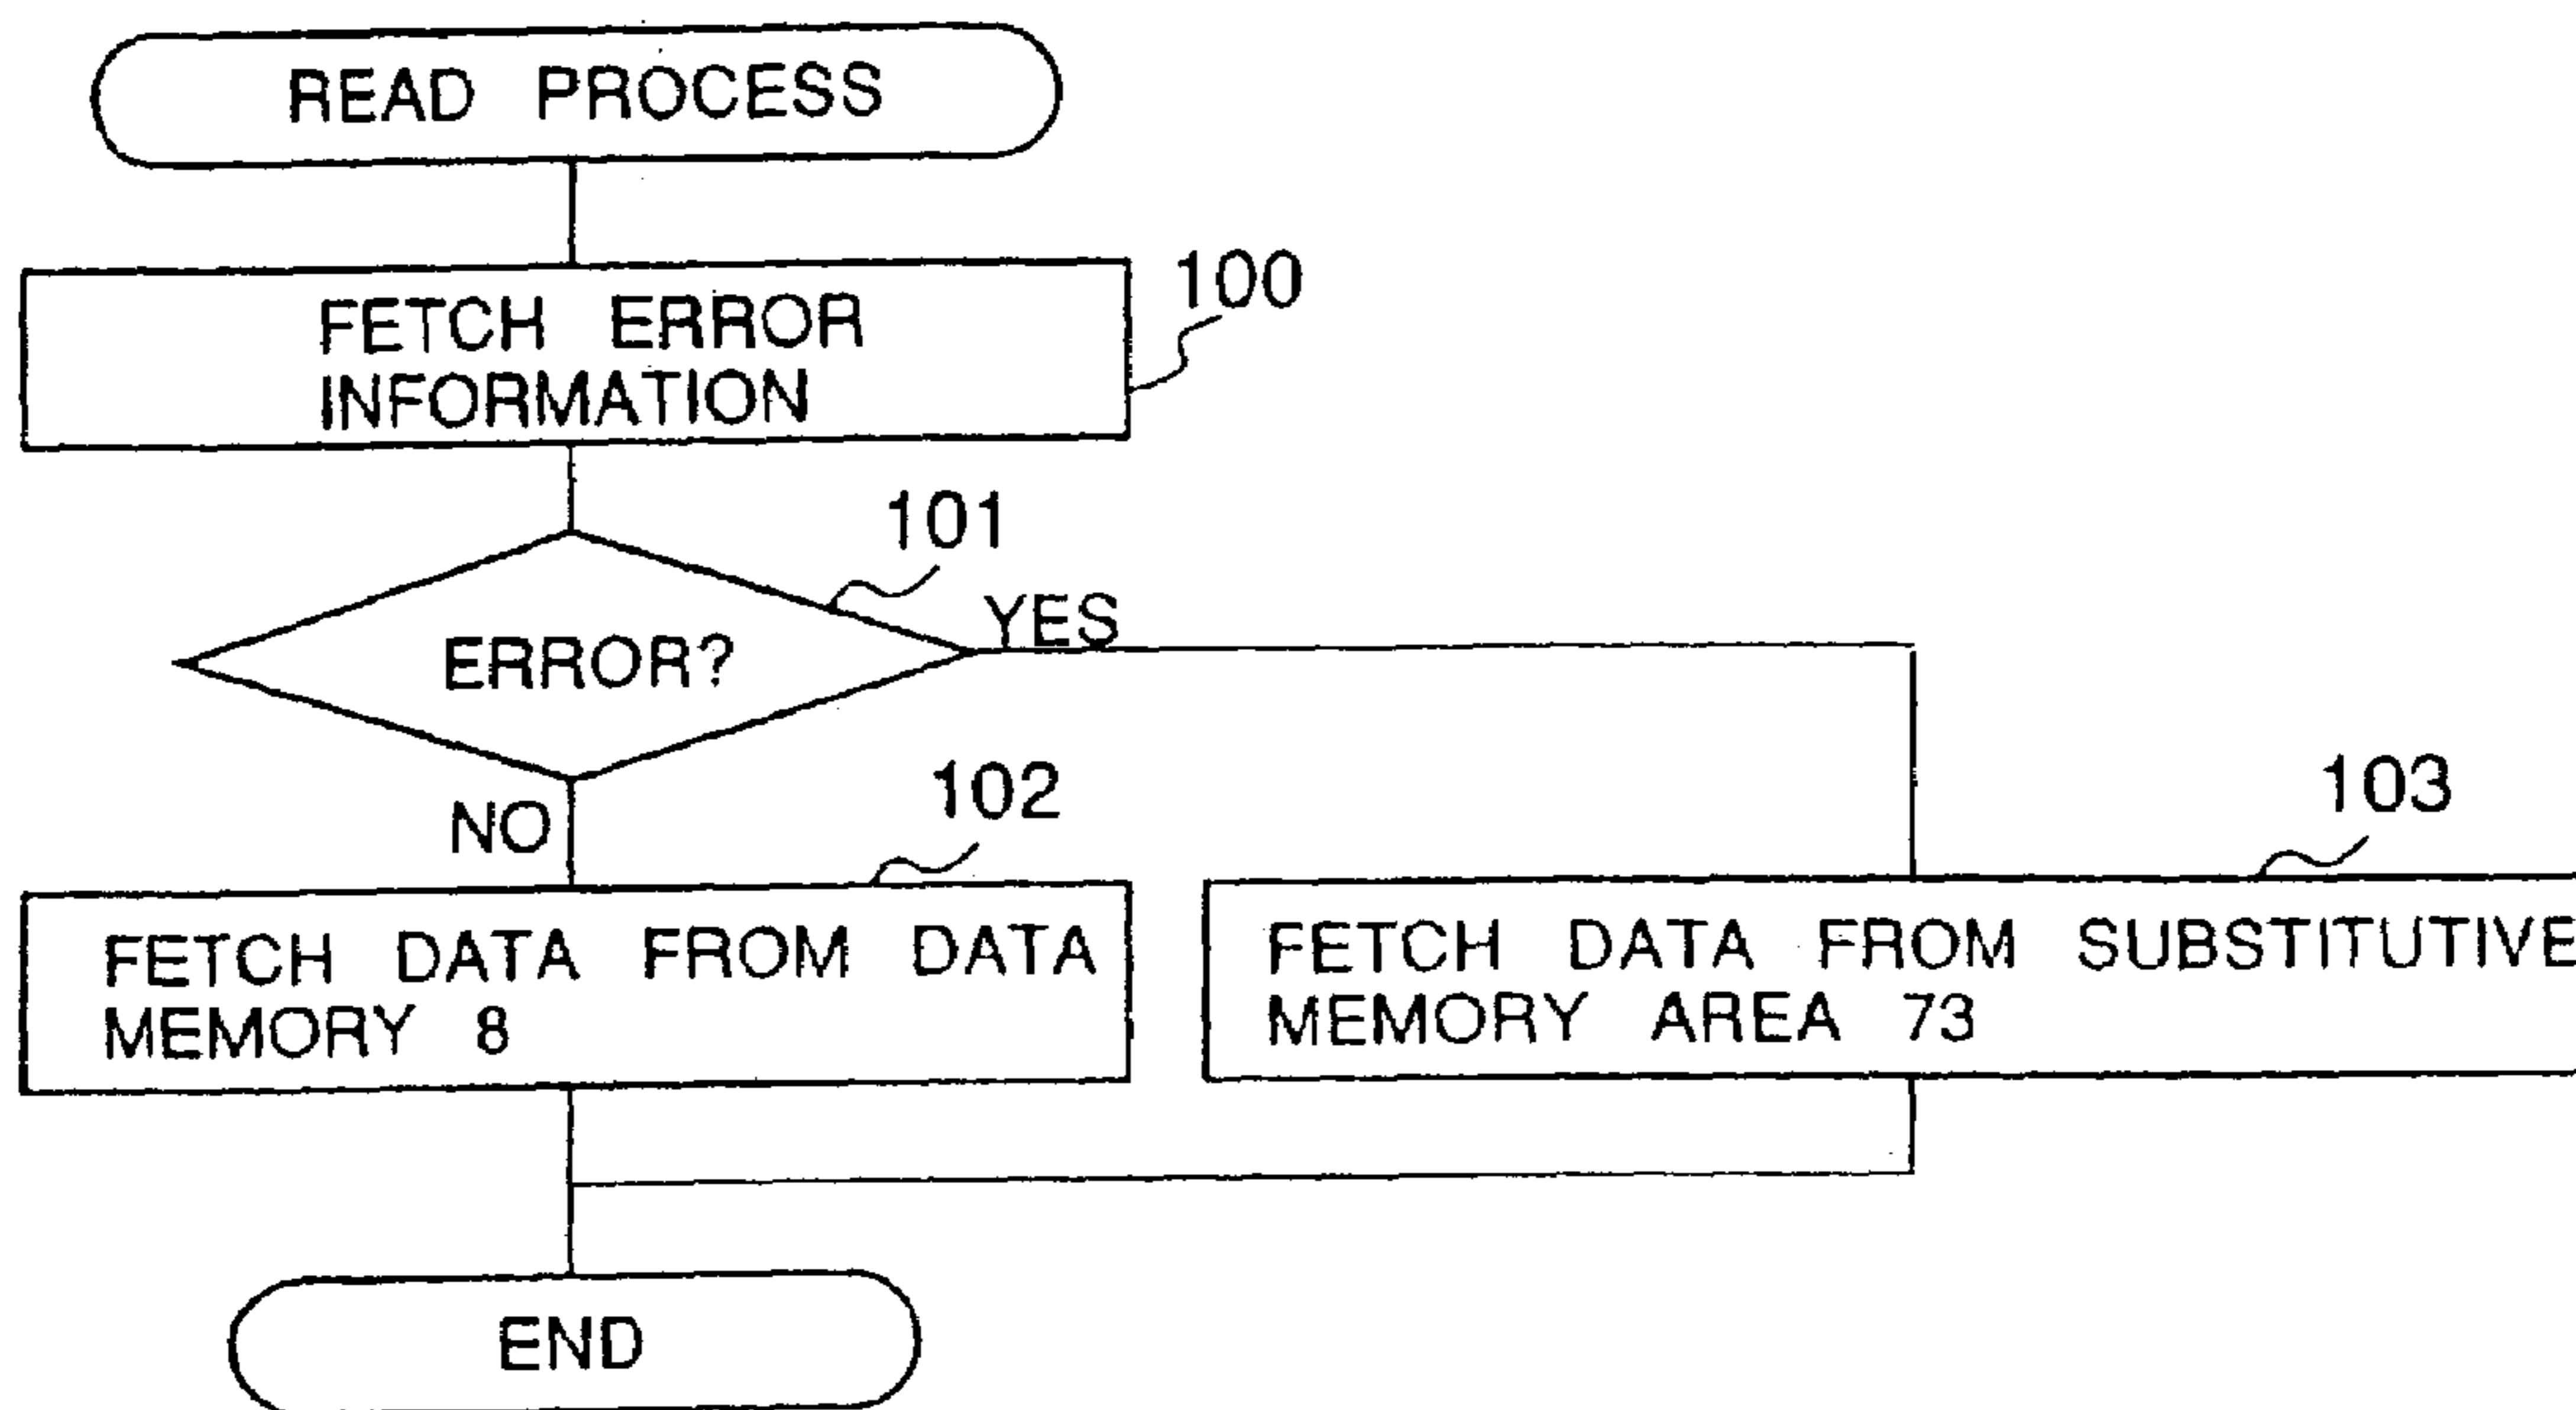 READ PROCESS
FETCH ERROR
INFORMATION
100
101
ERROR?
YES
NO
102
103
FETCH DATA FROM DATA
MEMORY 8
FETCH DATA FROM SUBSTITUTIVE
MEMORY AREA 73
END